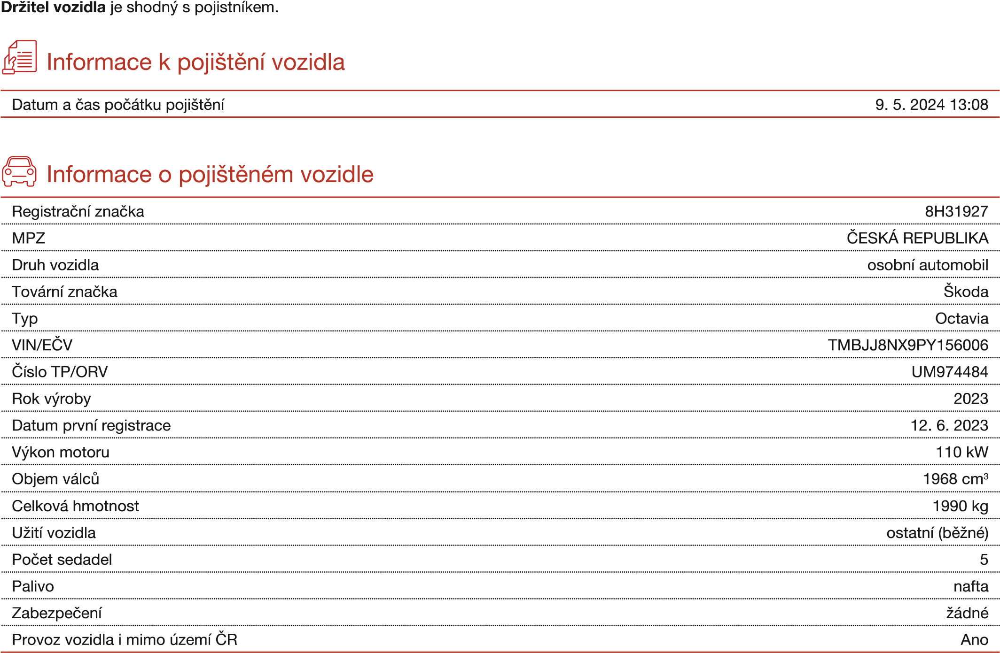 Držitel vozidla je shodný s pojistníkem.
Informace k pojištění vozidla
Datum a čas počátku pojištění 9. 5. 2024 13:08
Informace o pojištěném vozidle
Registrační značka 8H31927
MPZ ČESKÁ REPUBLIKA
Druh vozidla osobní automobil
Tovární značka Škoda
Typ Octavia
VIN/EČV TMBJJ8NX9PY156006
Číslo TP/ORV UM974484
Rok výroby 2023
Datum první registrace 12. 6. 2023
Výkon motoru 110 kW
Objem válců 1968 cm³
Celková hmotnost 1990 kg
Užití vozidla ostatní (běžné)
Počet sedadel 5
Palivo nafta
Zabezpečení žádné
Provoz vozidla i mimo území ČR Ano